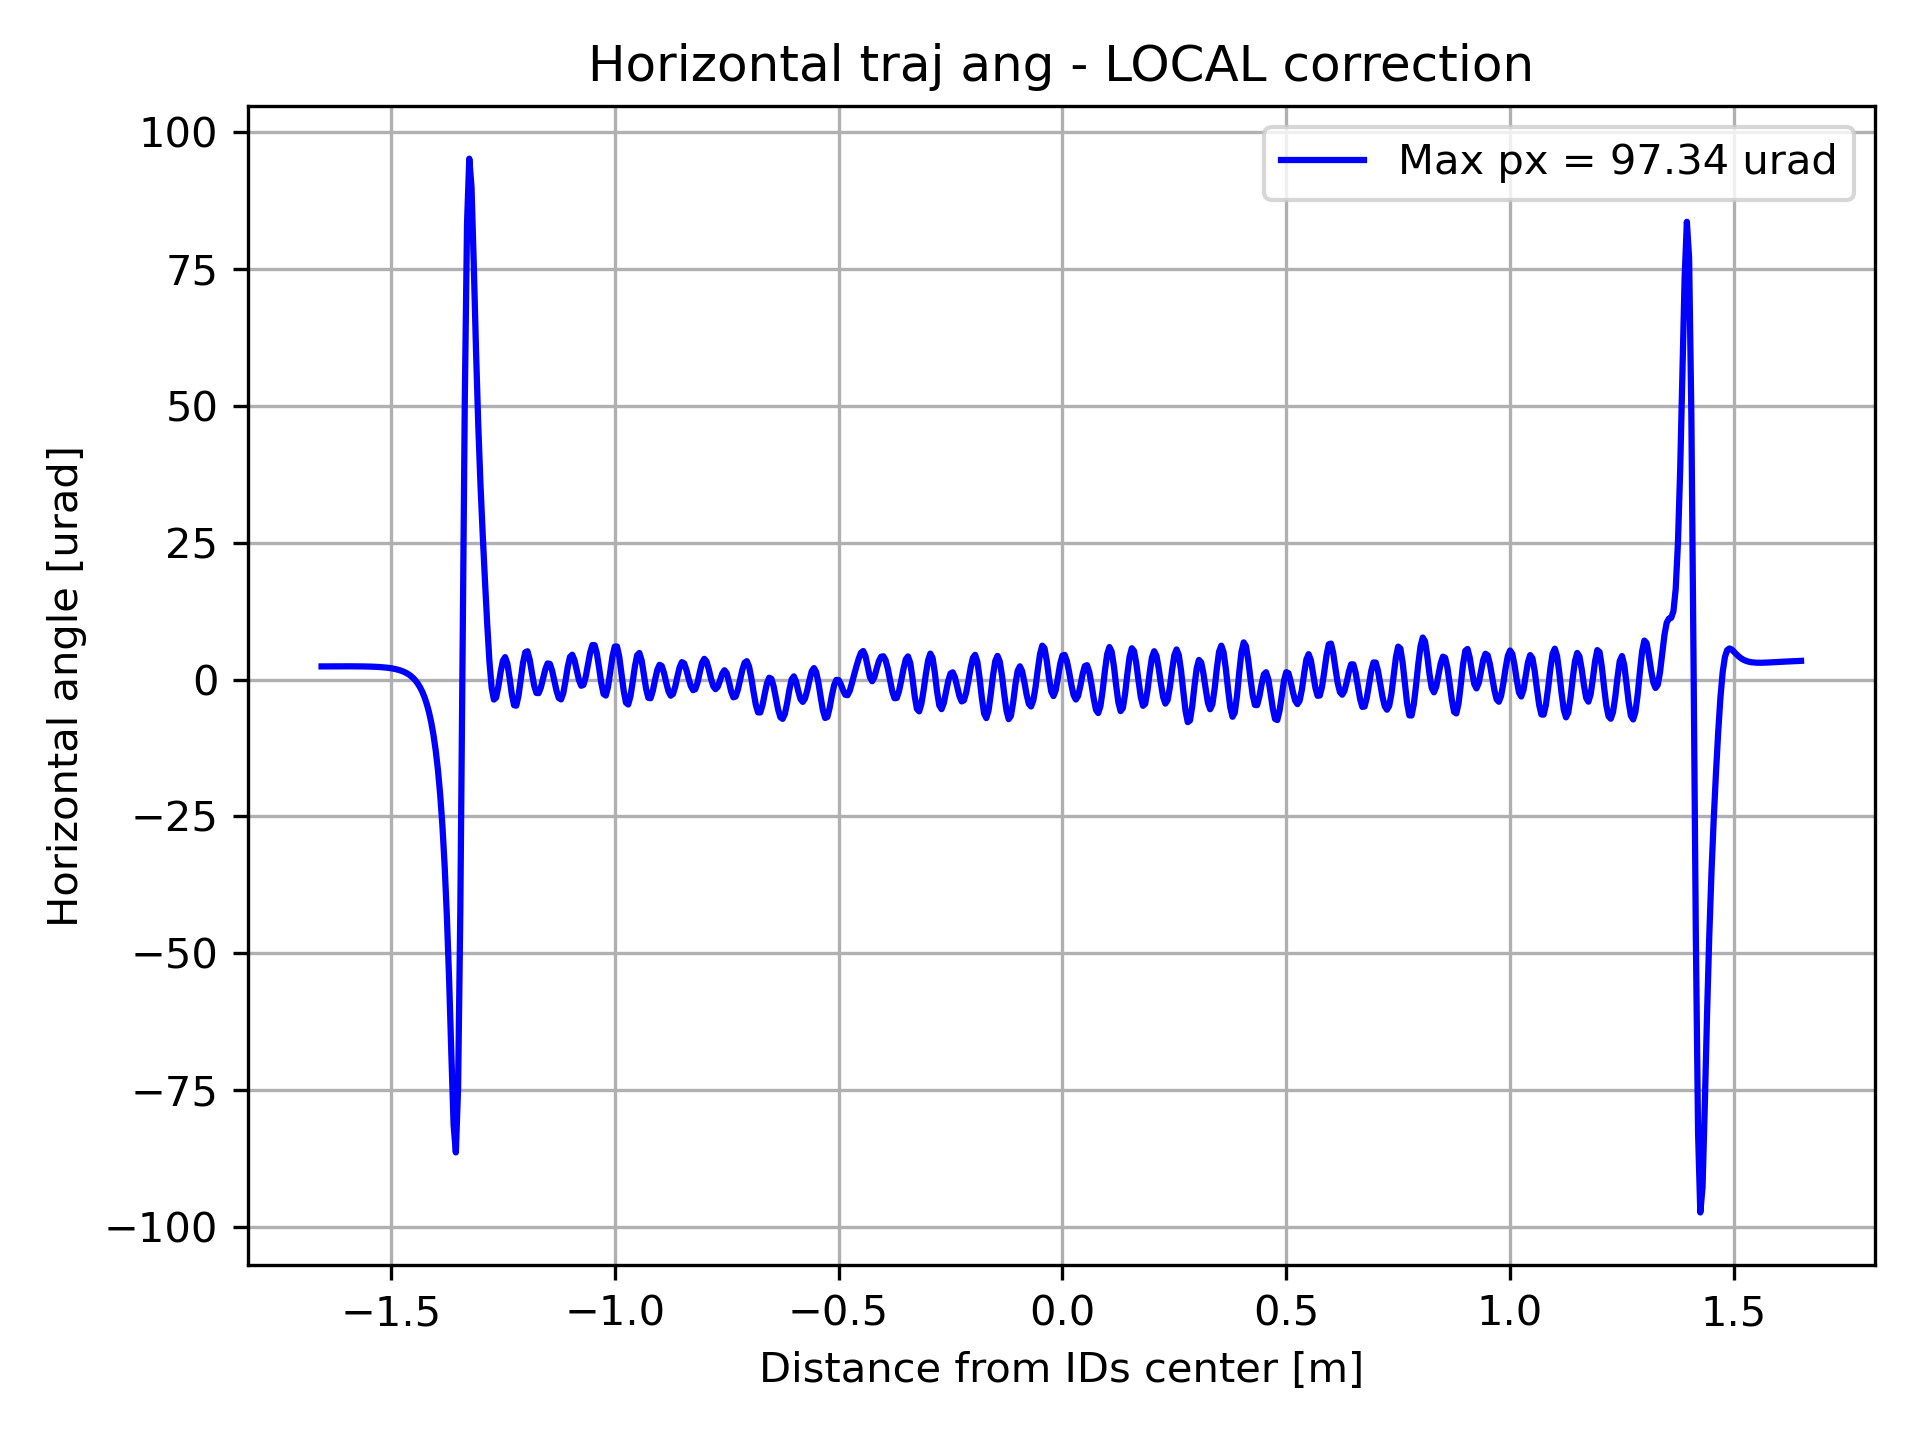 Horizontal traj ang - LOCAL correction
Max px = 97.34 urad
100
75
50
25
0
−25
−50
−75
−100
Horizontal angle [urad]
−1.5 −1.0 −0.5 0.0 0.5 1.0 1.5
Distance from IDs center [m]